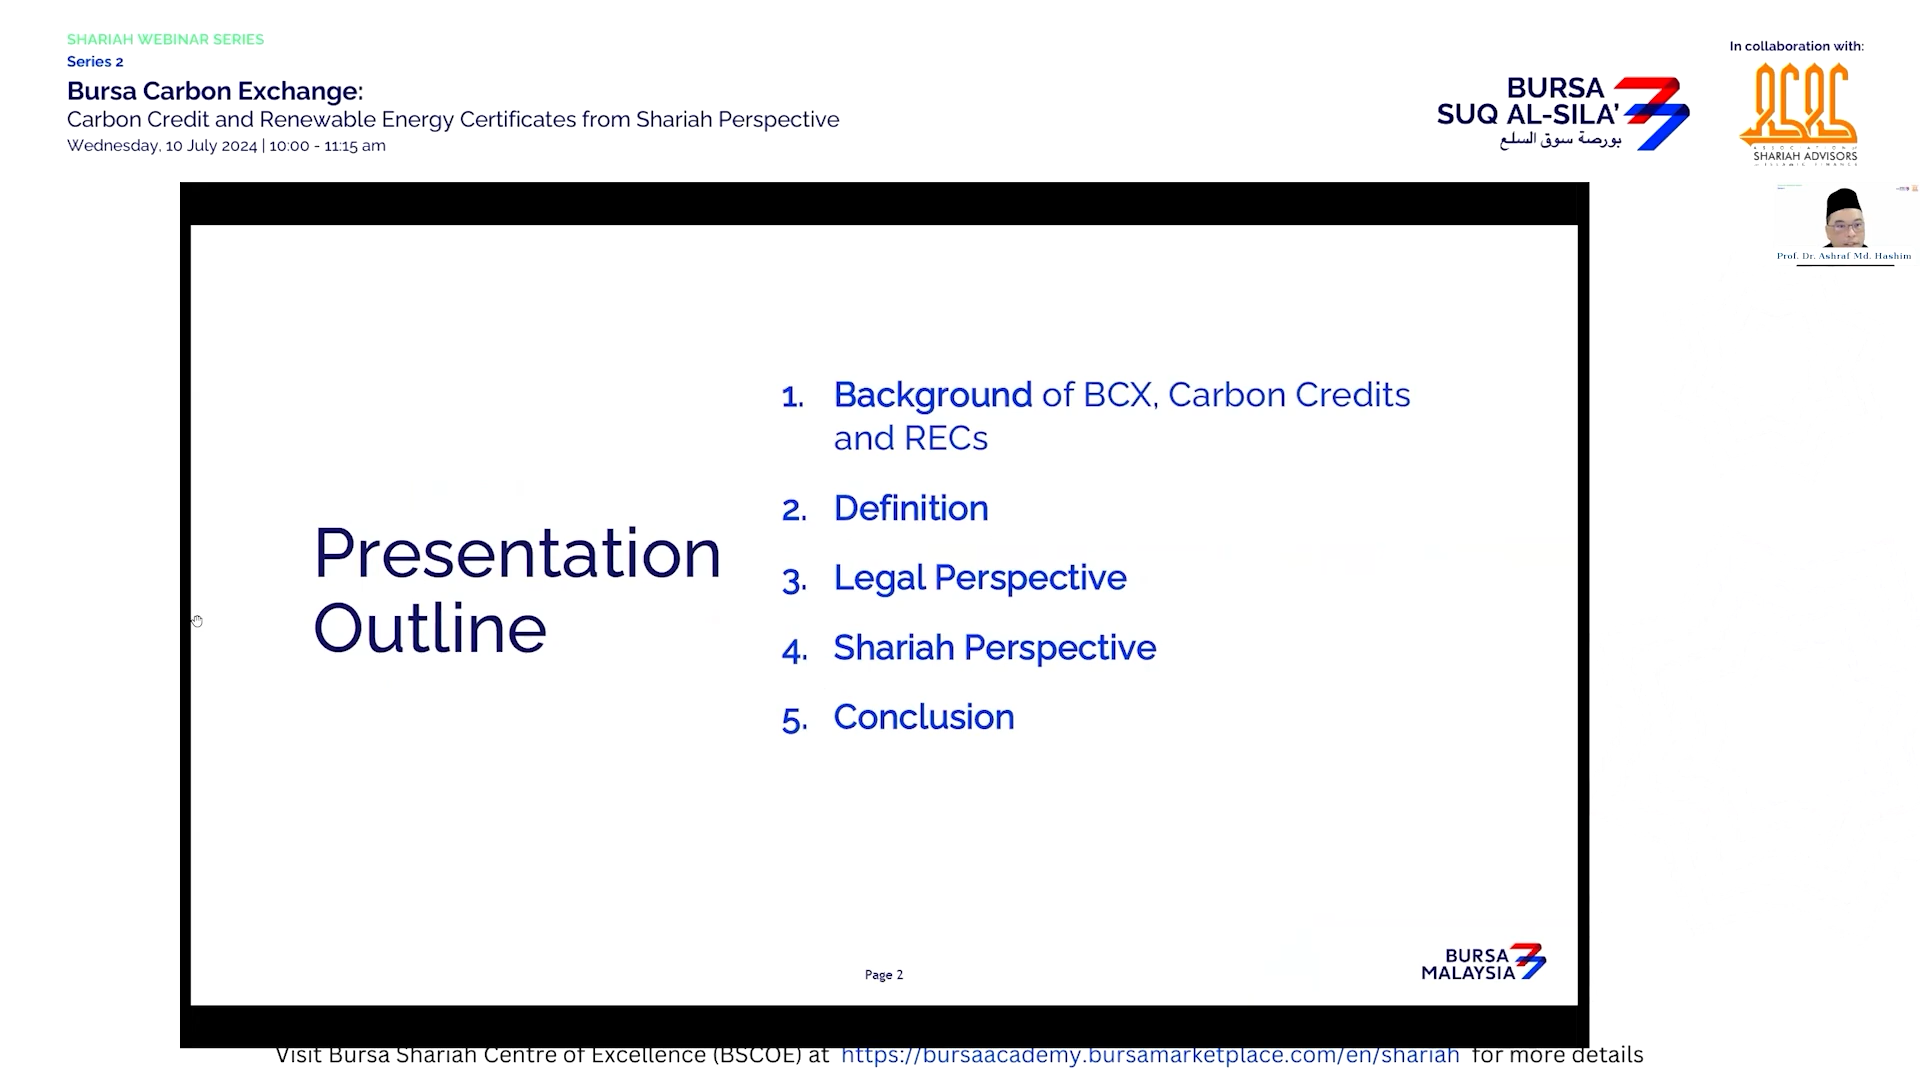 SHARIAH WEBINAR SERIES
Series 2
Bursa Carbon Exchange:
Carbon Credit and Renewable Energy Certificates from Shariah Perspective
Wednesday, 10 July 2024 | 10:00 - 11:15 am
BURSA
SUQ AL-SILA'
بورصة سوق السلع
In collaboration with:
SHARIAH ADVISORS
Prof. Dr. Ashraf Md. Hashim
Presentation
Outline
1. Background of BCX, Carbon Credits
and RECs
2. Definition
3. Legal Perspective
4. Shariah Perspective
5. Conclusion
Page 2
BURSA
MALAYSIA
Visit Bursa Shariah Centre of Excellence (BSCOE) at https://bursaacademy.bursamarketplace.com/en/shariah for more details